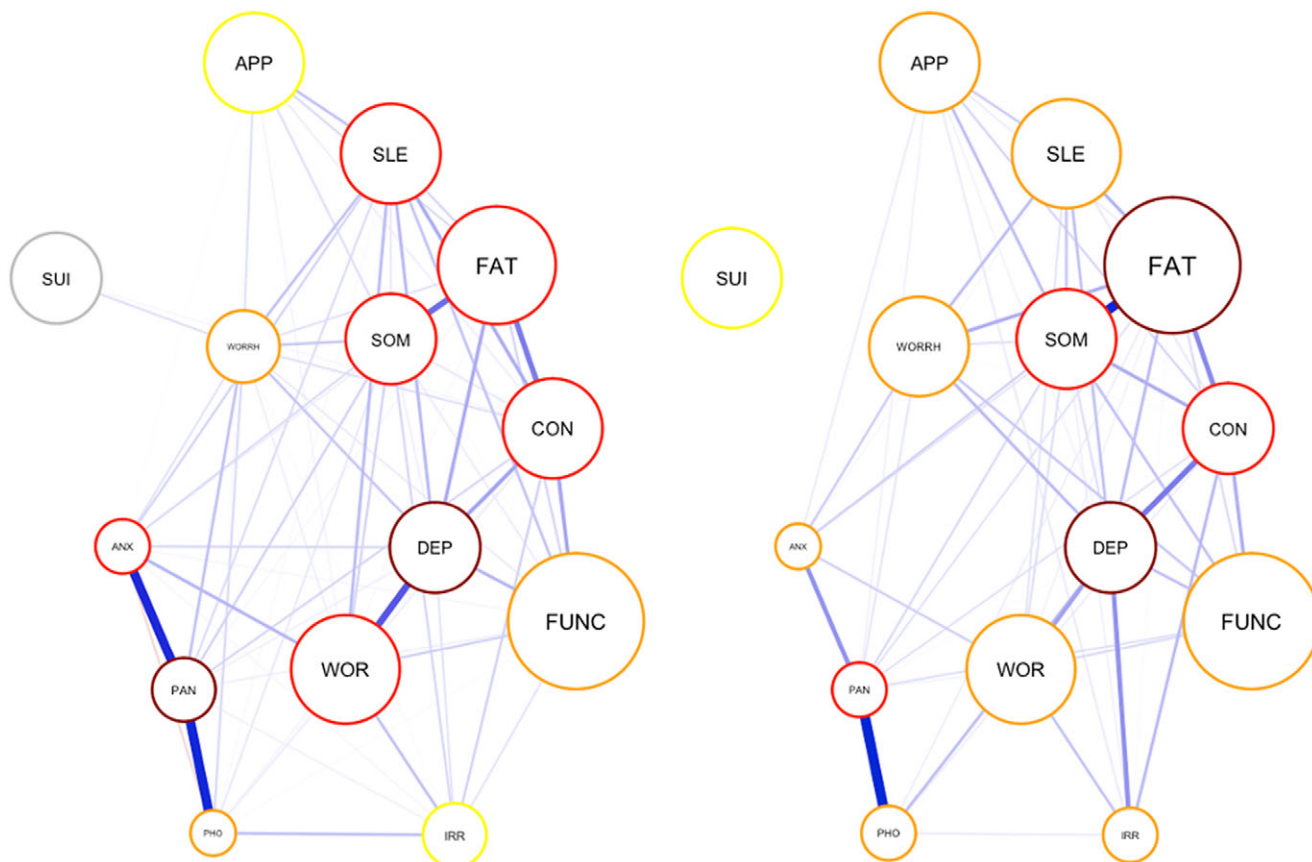 APP
SLE
FAT
SUI
SOM
WORRH
CON
DEP
ANX
FUNC
WOR
PAN
PHO
IRR
APP
SLE
FAT
SUI
SOM
WORRH
CON
DEP
ANX
FUNC
WOR
PAN
PHO
IRR